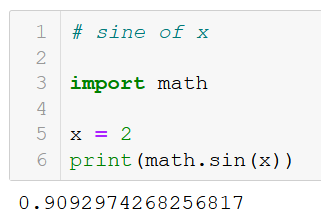 1 # sine of x
2
3 import math
4
5 x = 2
6 print(math.sin(x))
0.9092974268256817